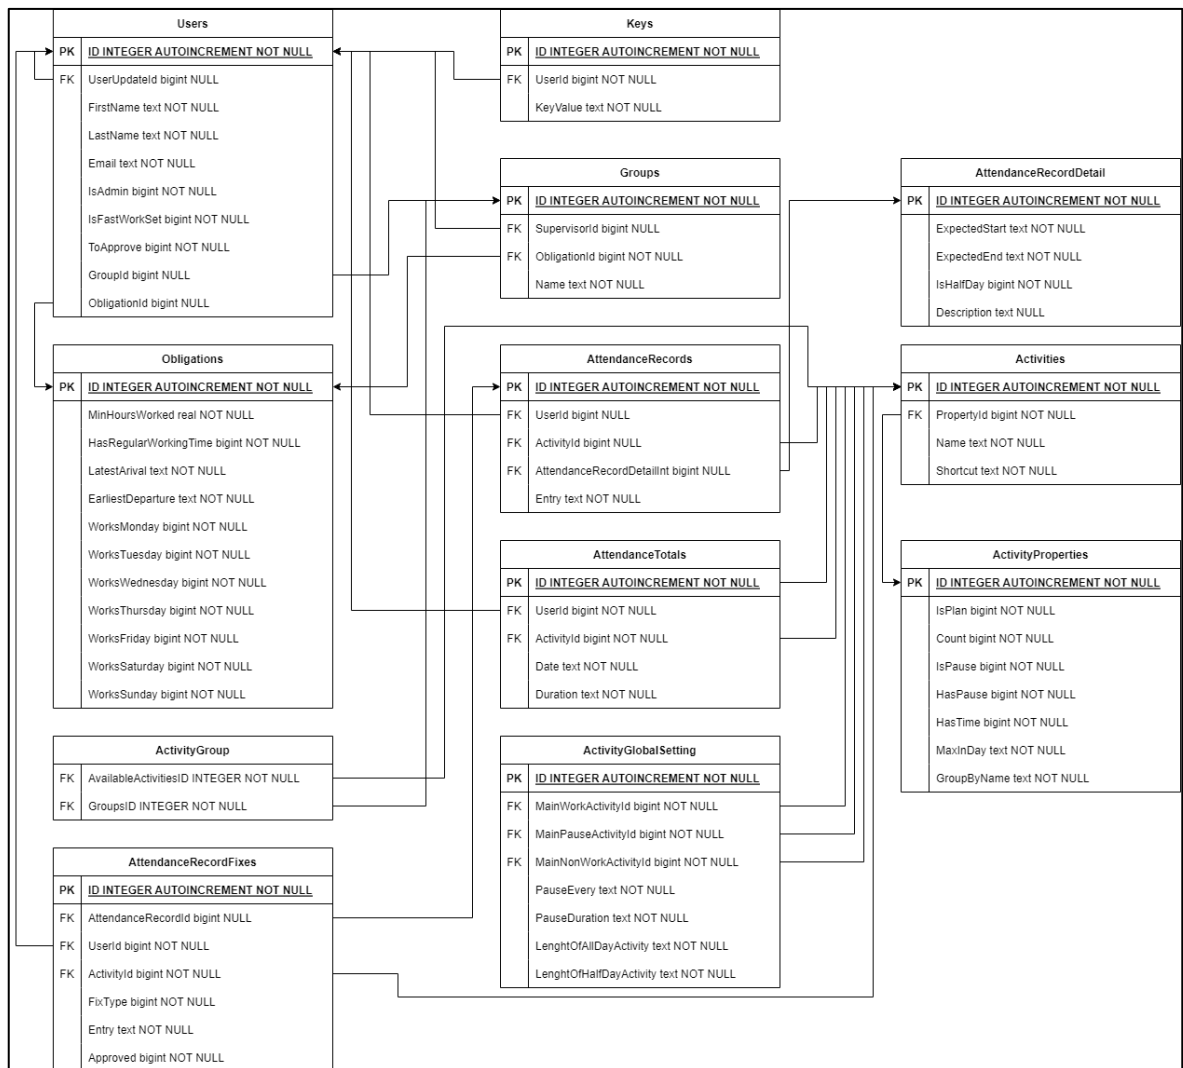 Users
PK ID INTEGER AUTOINCREMENT NOT NULL
FK UserUpdateId bigint NULL
FirstName text NOT NULL
LastName text NOT NULL
Email text NOT NULL
IsAdmin bigint NOT NULL
IsFastWorkSet bigint NOT NULL
ToApprove bigint NOT NULL
GroupId bigint NULL
ObligationId bigint NULL
Keys
PK ID INTEGER AUTOINCREMENT NOT NULL
FK UserId bigint NOT NULL
KeyValue text NOT NULL
Groups
PK ID INTEGER AUTOINCREMENT NOT NULL
FK SupervisorId bigint NULL
FK ObligationId bigint NOT NULL
Name text NOT NULL
AttendanceRecordDetail
PK ID INTEGER AUTOINCREMENT NOT NULL
ExpectedStart text NOT NULL
ExpectedEnd text NOT NULL
IsHalfDay bigint NOT NULL
Description text NULL
Obligations
PK ID INTEGER AUTOINCREMENT NOT NULL
MinHoursWorked real NOT NULL
HasRegularWorkingTime bigint NOT NULL
LatestArival text NOT NULL
EarliestDeparture text NOT NULL
WorksMonday bigint NOT NULL
WorksTuesday bigint NOT NULL
WorksWednesday bigint NOT NULL
WorksThursday bigint NOT NULL
WorksFriday bigint NOT NULL
WorksSaturday bigint NOT NULL
WorksSunday bigint NOT NULL
AttendanceRecords
PK ID INTEGER AUTOINCREMENT NOT NULL
FK UserId bigint NULL
FK ActivityId bigint NULL
FK AttendanceRecordDetailInt bigint NULL
Entry text NOT NULL
Activities
PK ID INTEGER AUTOINCREMENT NOT NULL
FK PropertyId bigint NOT NULL
Name text NOT NULL
Shortcut text NOT NULL
AttendanceTotals
PK ID INTEGER AUTOINCREMENT NOT NULL
FK UserId bigint NOT NULL
FK ActivityId bigint NOT NULL
Date text NOT NULL
Duration text NOT NULL
ActivityProperties
PK ID INTEGER AUTOINCREMENT NOT NULL
IsPlan bigint NOT NULL
Count bigint NOT NULL
IsPause bigint NOT NULL
HasPause bigint NOT NULL
HasTime bigint NOT NULL
MaxInDay text NOT NULL
GroupByName text NOT NULL
ActivityGroup
FK AvailableActivitiesID INTEGER NOT NULL
FK GroupsID INTEGER NOT NULL
ActivityGlobalSetting
PK ID INTEGER AUTOINCREMENT NOT NULL
FK MainWorkActivityId bigint NOT NULL
FK MainPauseActivityId bigint NOT NULL
FK MainNonWorkActivityId bigint NOT NULL
PauseEvery text NOT NULL
PauseDuration text NOT NULL
LenghtOfAllDayActivity text NOT NULL
LenghtOfHalfDayActivity text NOT NULL
AttendanceRecordFixes
PK ID INTEGER AUTOINCREMENT NOT NULL
FK AttendanceRecordId bigint NULL
FK UserId bigint NOT NULL
FK ActivityId bigint NOT NULL
FixType bigint NOT NULL
Entry text NOT NULL
Approved bigint NOT NULL